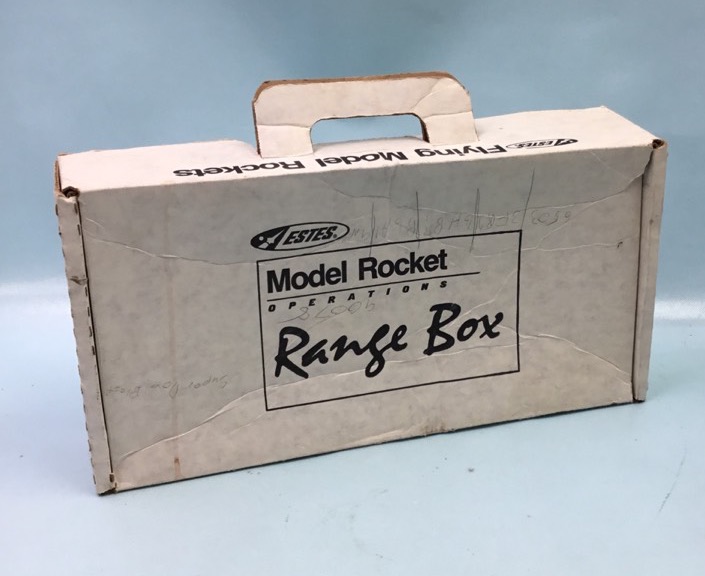 ESTES Flying Model Rockets
ESTES
Model Rocket
OPERATIONS
Range Box